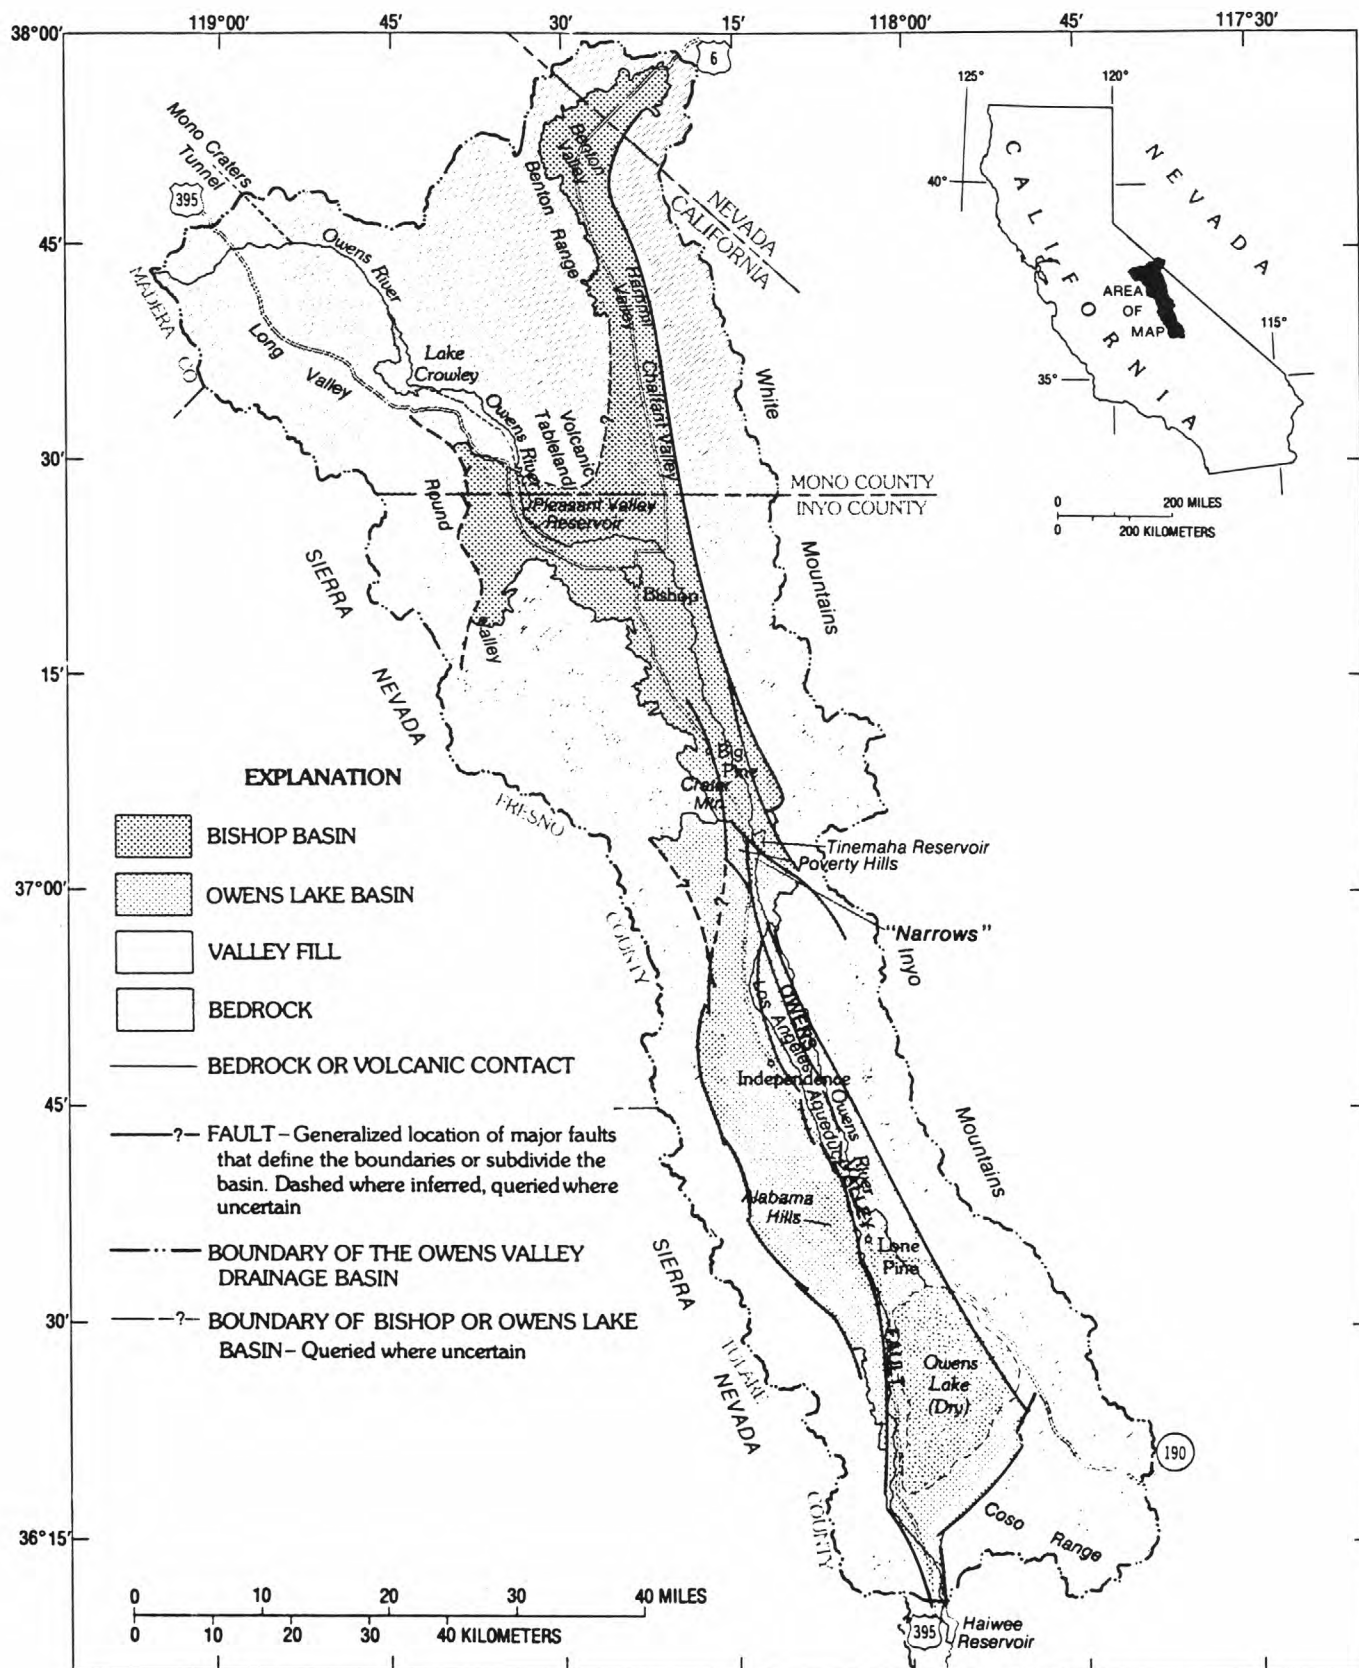 119°00'
45'
30'
15'
118°00'
45'
117°30'
38°00'
6
125°
120°
Mono Craters
Tunnel
395
Benton
Valley
Benton Range
NEVADA
CALIFORNIA
NEVADA
CALIFORNIA
40°
AREA
OF
MAP
115°
35°
0 200 MILES
0 200 KILOMETERS
45'
Owens River
MADERA CO
Long
Valley
Lake
Crowley
Hammil
Valley
Chalfant Valley
White
Mountains
Owens River
Volcanic
Tableland
30'
Round
Valley
Pleasant Valley
Reservoir
MONO COUNTY
INYO COUNTY
SIERRA
NEVADA
Bishop
15'
Big
Pine
Crater
Mtn.
FRESNO
COUNTY
Tinemaha Reservoir
Poverty Hills
"Narrows"
Inyo
Mountains
?
?
?
EXPLANATION
BISHOP BASIN
OWENS LAKE BASIN
VALLEY FILL
BEDROCK
BEDROCK OR VOLCANIC CONTACT
?
FAULT – Generalized location of major faults
that define the boundaries or subdivide the
basin. Dashed where inferred, queried where
uncertain
BOUNDARY OF THE OWENS VALLEY
DRAINAGE BASIN
?
BOUNDARY OF BISHOP OR OWENS LAKE
BASIN – Queried where uncertain
37°00'
OWENS
VALLEY
FAULT
Los Angeles
Aqueduct
Independence
Owens
River
45'
Alabama
Hills
Lone
Pine
SIERRA
NEVADA
TULARE
COUNTY
30'
Owens
Lake
(Dry)
190
Coso Range
36°15'
0 10 20 30 40 MILES
0 10 20 30 40 KILOMETERS
395
Haiwee
Reservoir